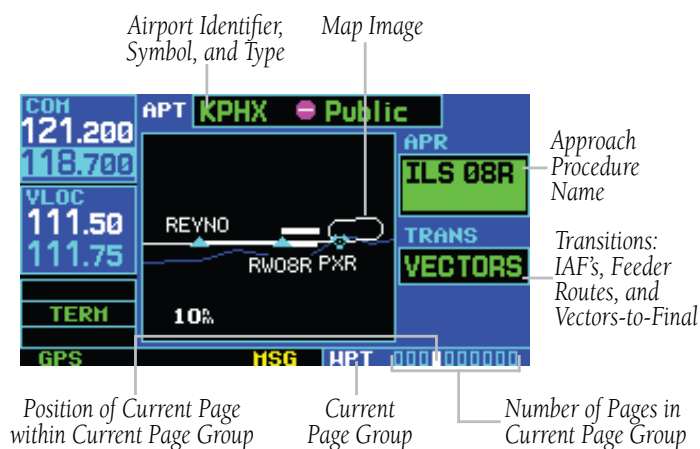 Airport Identifier,
Symbol, and Type
Map Image
COM
121.200
118.700
VLOC
111.50
111.75
TERM
GPS
APT KPHX Public
REYNO
RW08R PXR
10nm
APR
ILS 08R
TRANS
VECTORS
MSG WPT
Approach
Procedure
Name
Transitions:
IAF's, Feeder
Routes, and
Vectors-to-Final
Position of Current Page
within Current Page Group
Current
Page Group
Number of Pages in
Current Page Group